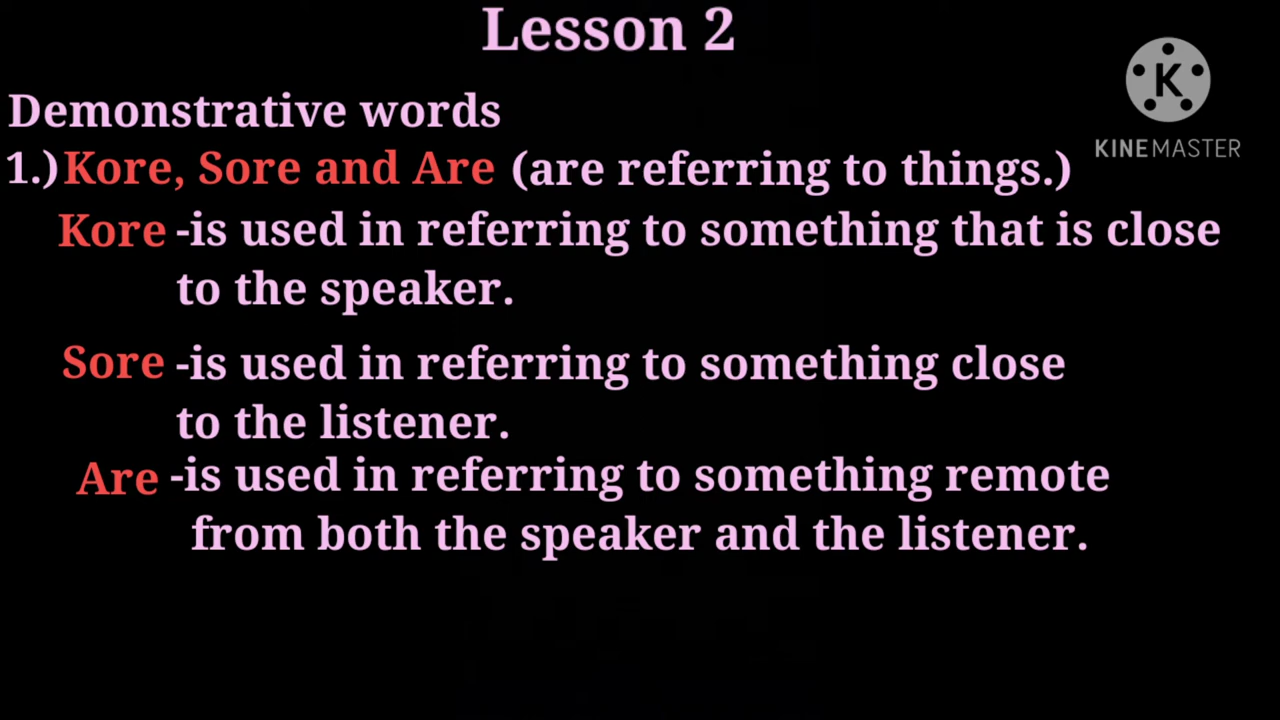 Lesson 2
K
KINEMASTER
Demonstrative words
1.)Kore, Sore and Are (are referring to things.)
Kore -is used in referring to something that is close
to the speaker.
Sore -is used in referring to something close
to the listener.
Are -is used in referring to something remote
from both the speaker and the listener.